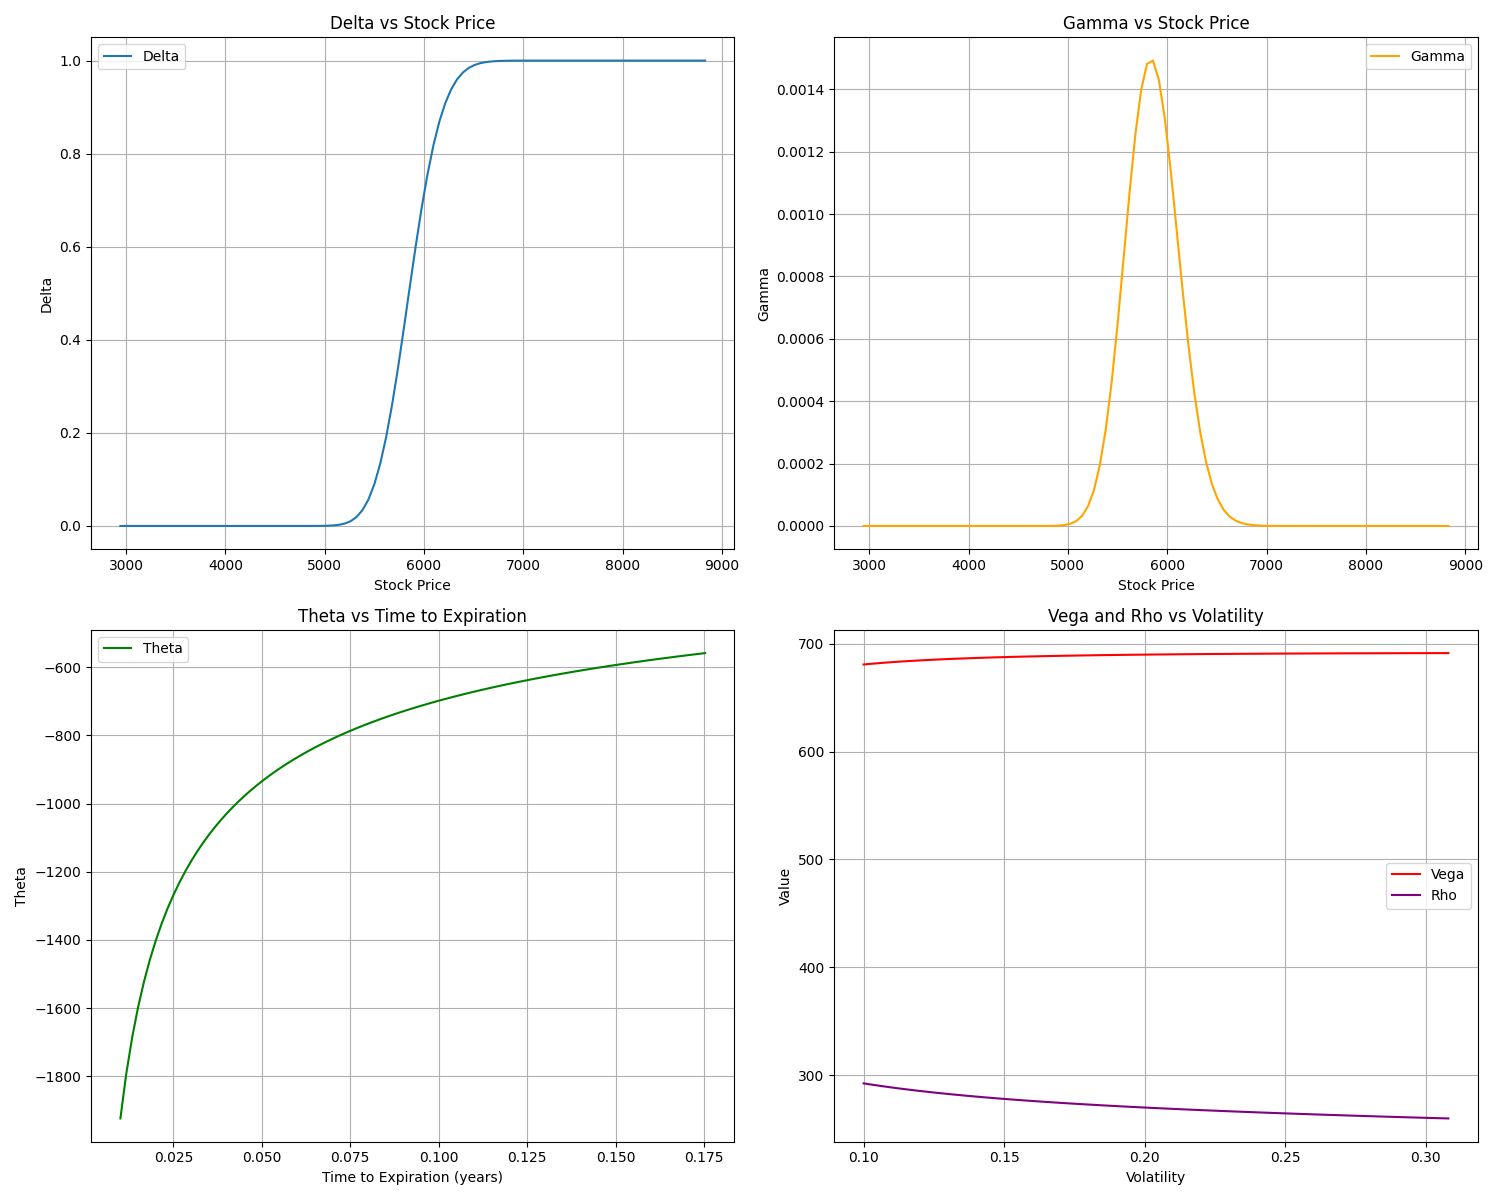 Delta vs Stock Price
Delta
1.0
0.8
0.6
0.4
0.2
0.0
Delta
3000 4000 5000 6000 7000 8000 9000
Stock Price
Gamma vs Stock Price
Gamma
0.0014
0.0012
0.0010
0.0008
0.0006
0.0004
0.0002
0.0000
Gamma
3000 4000 5000 6000 7000 8000 9000
Stock Price
Theta vs Time to Expiration
Theta
−600
−800
−1000
−1200
−1400
−1600
−1800
Theta
0.025 0.050 0.075 0.100 0.125 0.150 0.175
Time to Expiration (years)
Vega and Rho vs Volatility
700
600
500
400
300
Value
Vega
Rho
0.10 0.15 0.20 0.25 0.30
Volatility